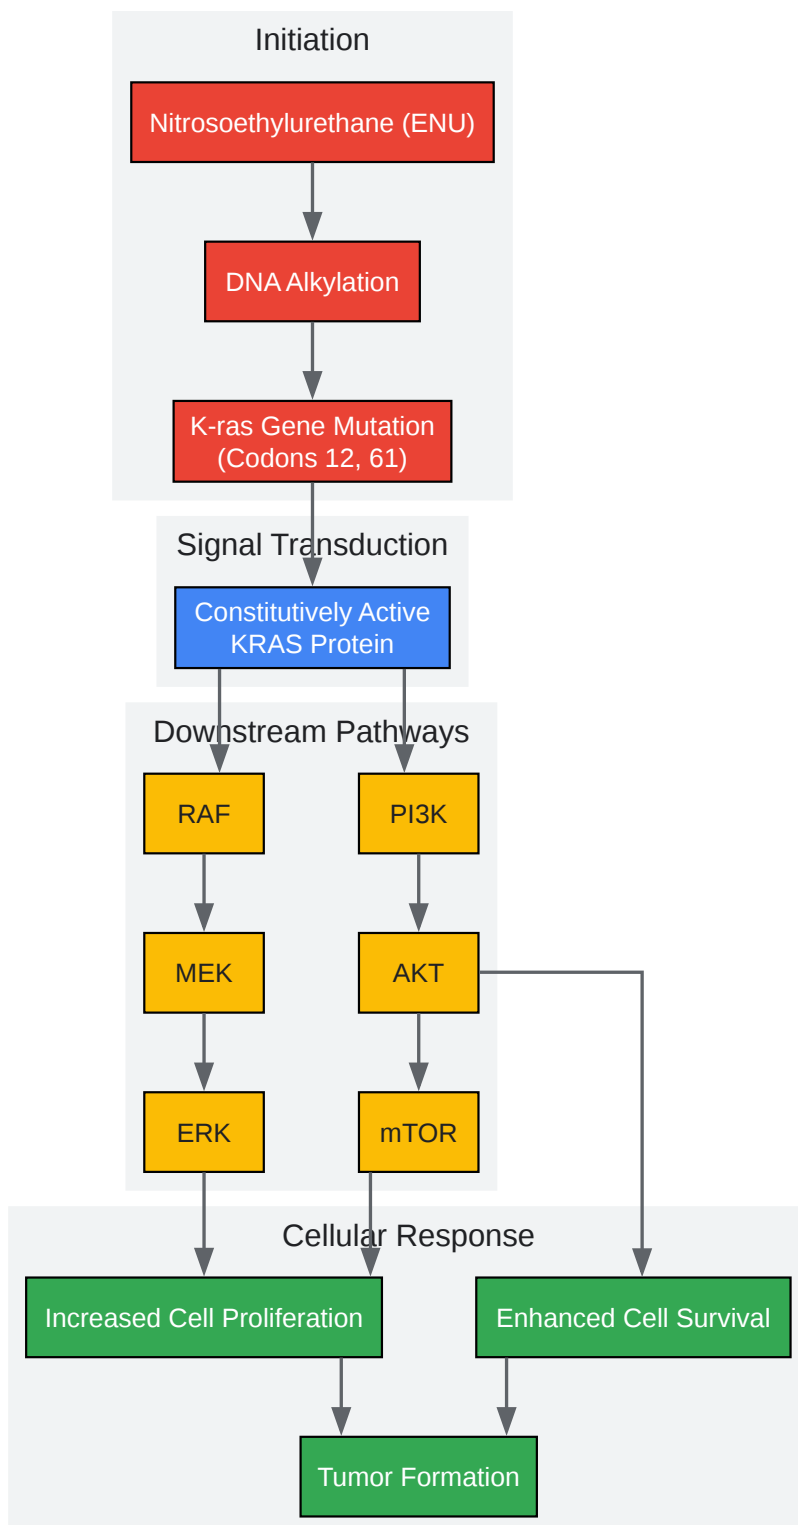 Initiation
Nitrosoethylurethane (ENU)
DNA Alkylation
K-ras Gene Mutation
(Codons 12, 61)
Signal Transduction
Constitutively Active
KRAS Protein
Downstream Pathways
RAF
PI3K
MEK
AKT
ERK
mTOR
Cellular Response
Increased Cell Proliferation
Enhanced Cell Survival
Tumor Formation